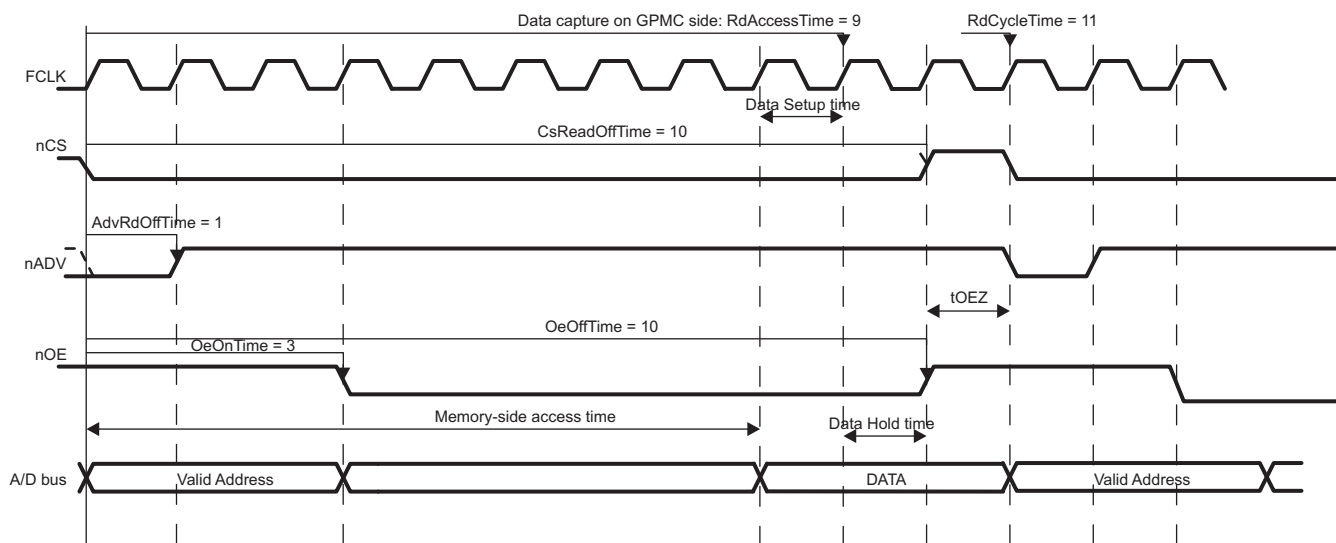 Data capture on GPMC side: RdAccessTime = 9
RdCycleTime = 11
FCLK
Data Setup time
CsReadOffTime = 10
nCS
AdvRdOffTime = 1
nADV
tOEZ
OeOffTime = 10
OeOnTime = 3
nOE
Memory-side access time
Data Hold time
A/D bus
Valid Address
DATA
Valid Address